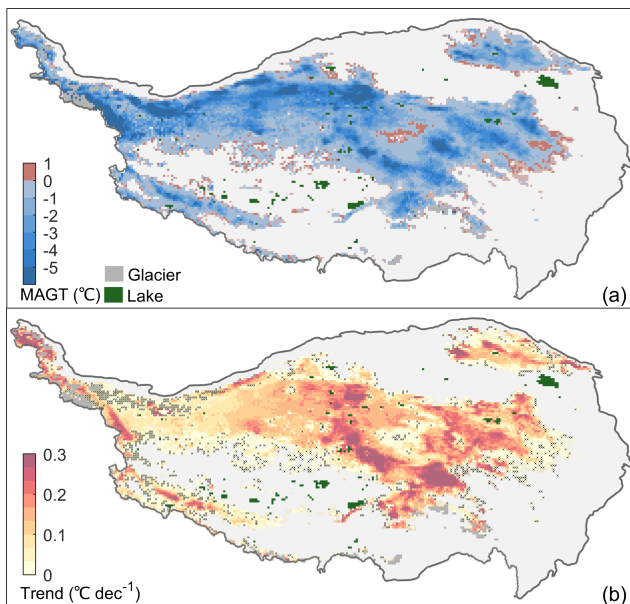 1
0
-1
-2
-3
-4
-5
MAGT (℃)
Glacier
Lake
(a)
0.3
0.2
0.1
0
Trend (℃ dec⁻¹)
(b)